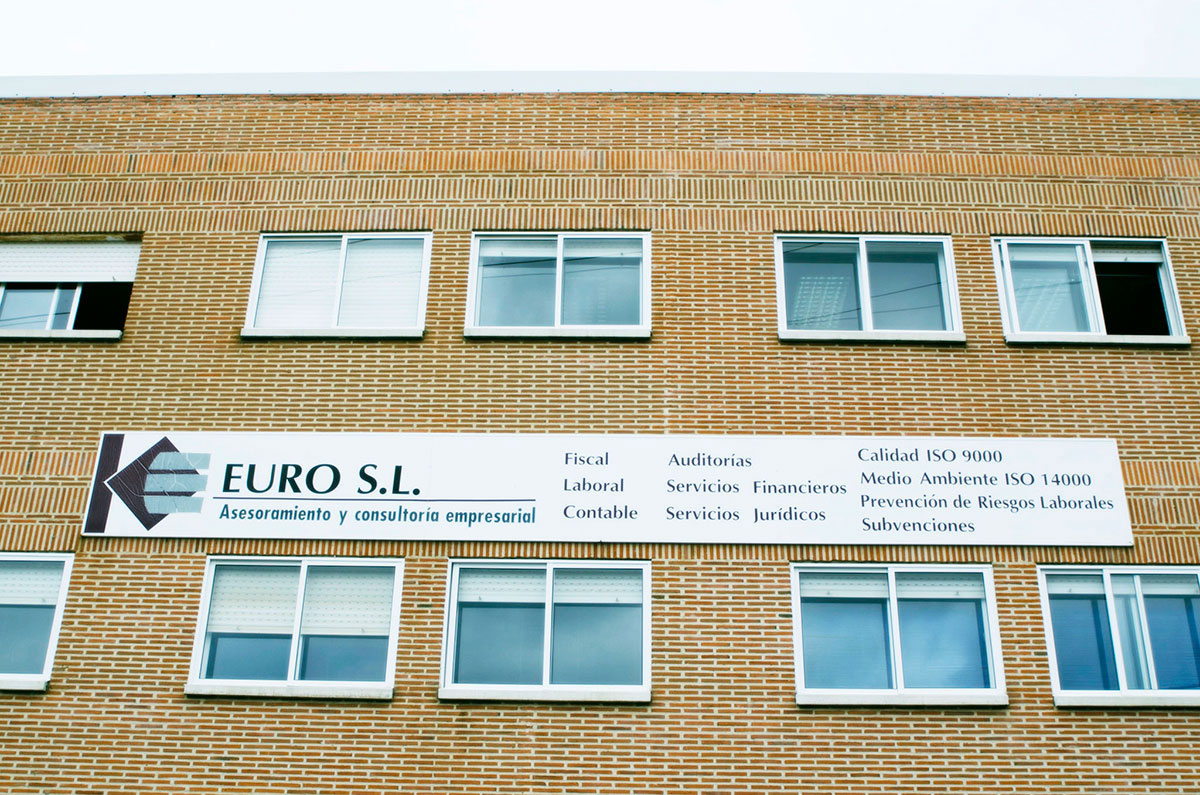 KE EURO S.L.
Asesoramiento y consultoría empresarial
Fiscal
Laboral
Contable
Auditorías
Servicios Financieros
Servicios Jurídicos
Calidad ISO 9000
Medio Ambiente ISO 14000
Prevención de Riesgos Laborales
Subvenciones